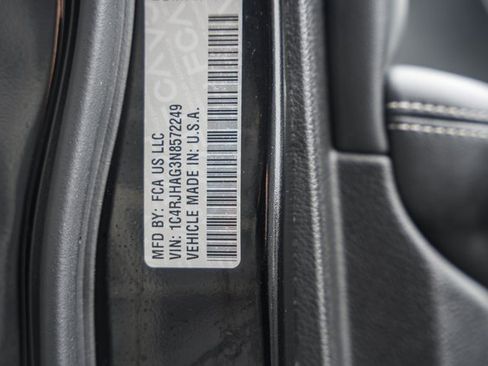 MFD BY: FCA US LLC
VIN: 1C4RJHAG3N8572249
VEHICLE MADE IN: U.S.A.